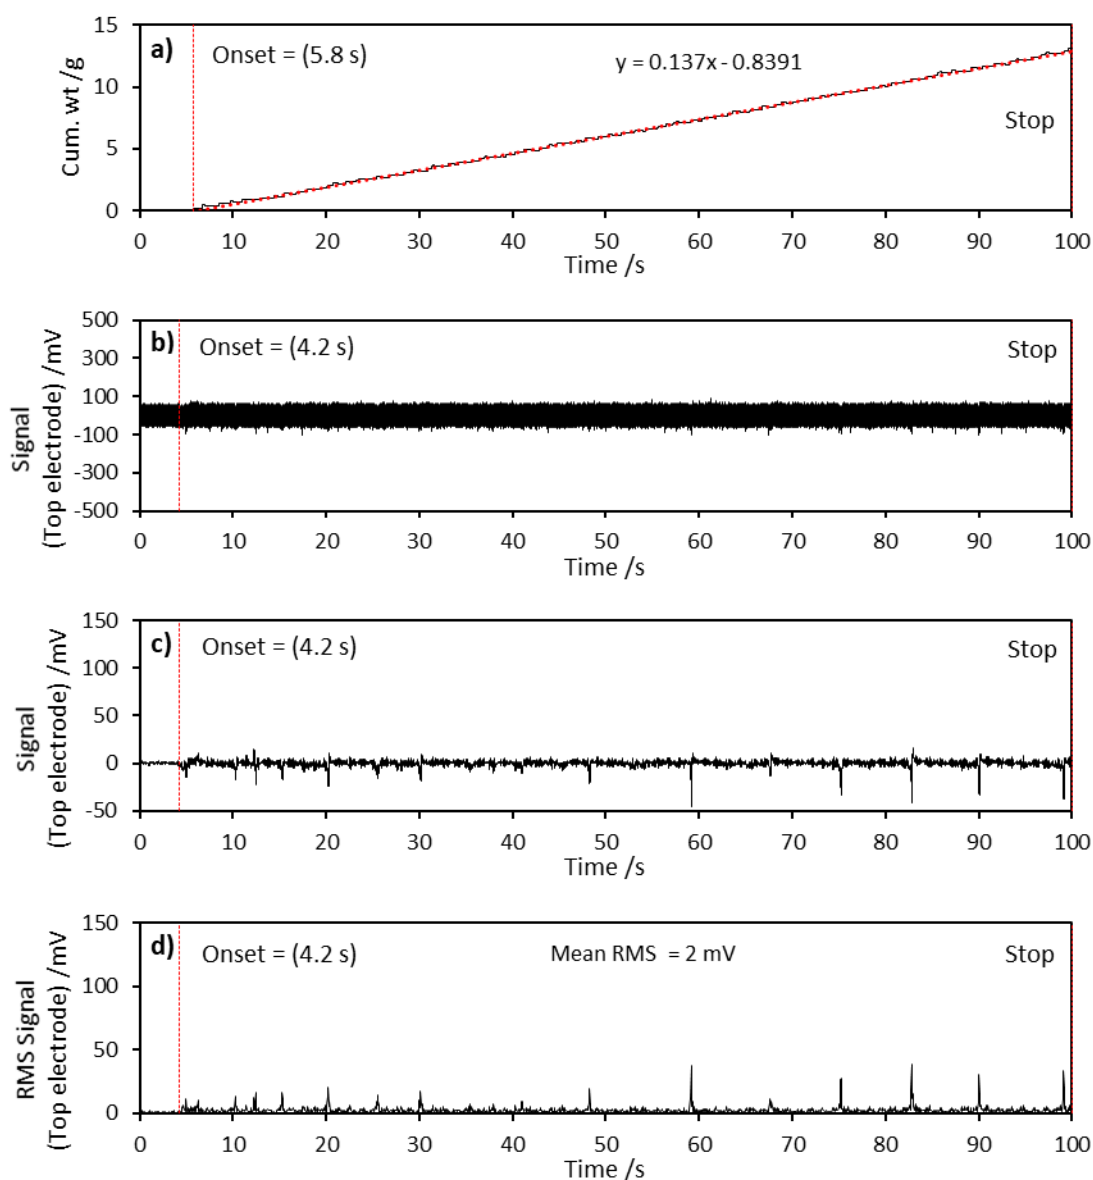 a)
Onset = (5.8 s)
y = 0.137x - 0.8391
Stop
Cum. wt /g
15
10
5
0
0 10 20 30 40 50 60 70 80 90 100
Time /s
b)
Onset = (4.2 s)
Stop
Signal
(Top electrode) /mV
500
300
100
-100
-300
-500
0 10 20 30 40 50 60 70 80 90 100
Time /s
c)
Onset = (4.2 s)
Stop
Signal
(Top electrode) /mV
150
100
50
0
-50
0 10 20 30 40 50 60 70 80 90 100
Time /s
d)
Onset = (4.2 s)
Mean RMS = 2 mV
Stop
RMS Signal
(Top electrode) /mV
150
100
50
0
0 10 20 30 40 50 60 70 80 90 100
Time /s